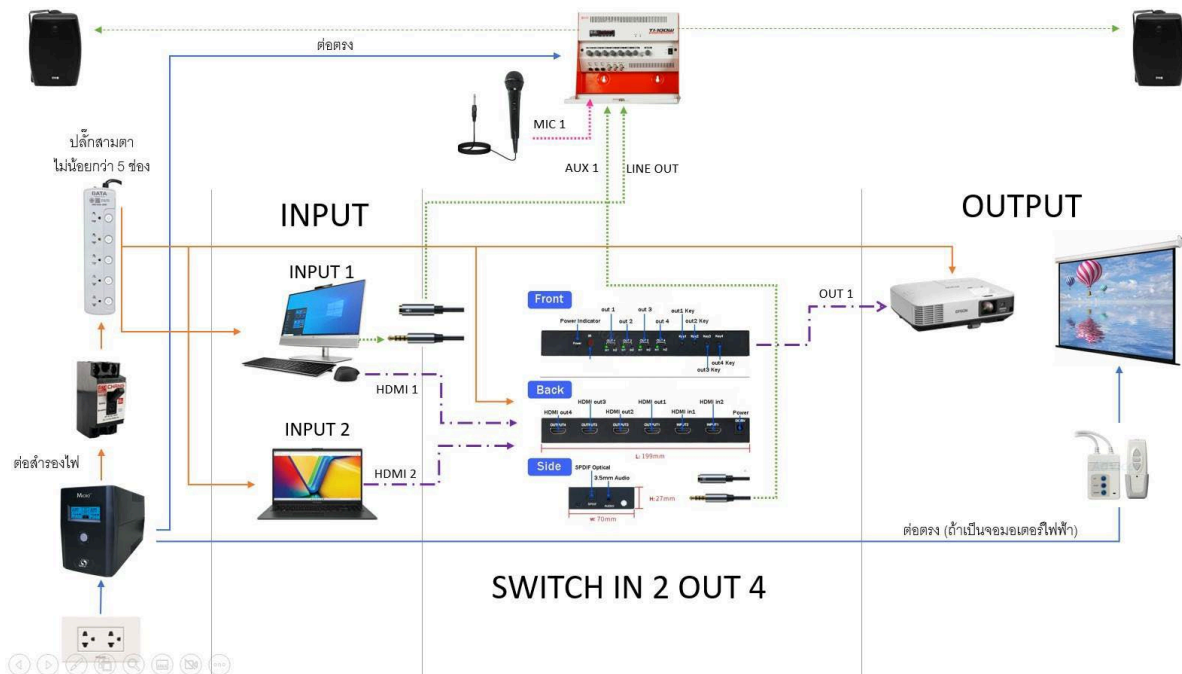 ต่อตรง
TI-100W
MIC 1
ปลั๊กสามตา
ไม่น้อยกว่า 5 ช่อง
AUX 1
LINE OUT
DATA
INPUT
OUTPUT
INPUT 1
OUT 1
Front
out 1
out 3
out1 Key
out 2
out 4
out2 Key
Power Indicator
out4 Key
out3 Key
HDMI 1
Back
HDMI out3
HDMI out1
HDMI in2
HDMI out4
HDMI out2
HDMI in1
Power
L: 199mm
INPUT 2
ต่อสำรองไฟ
HDMI 2
Side
SPDIF Optical
3.5mm Audio
H:27mm
W: 70mm
EPSON
ต่อตรง (ถ้าเป็นจอมอเตอร์ไฟฟ้า)
SWITCH IN 2 OUT 4